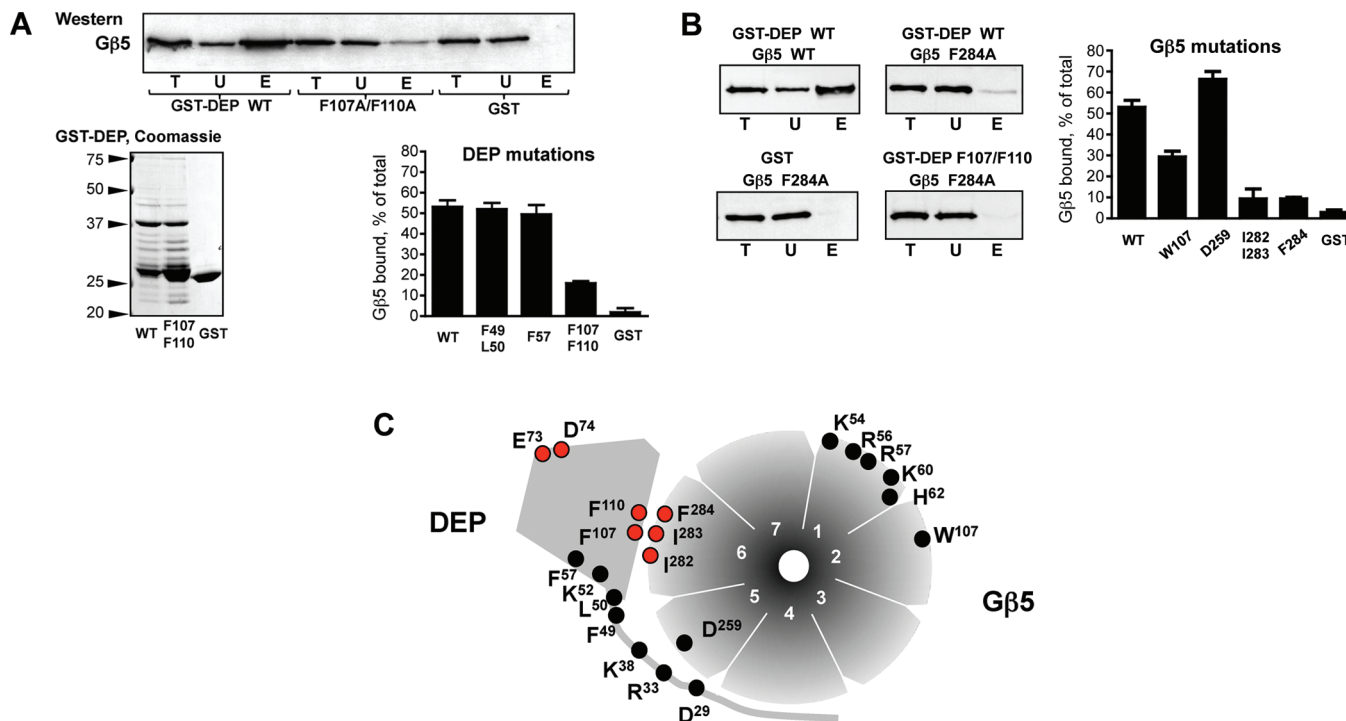 A
Western
Gβ5
T U E T U E T U E
GST-DEP WT F107A/F110A GST
GST-DEP, Coomassie
75
50
37
25
20
WT F107 F110 GST
DEP mutations
Gβ5 bound, % of total
80
70
60
50
40
30
20
10
0
WT F49 L50 F57 F107 F110 GST
B
GST-DEP WT
Gβ5 WT
T U E
GST-DEP WT
Gβ5 F284A
T U E
GST
Gβ5 F284A
T U E
GST-DEP F107/F110
Gβ5 F284A
T U E
Gβ5 mutations
Gβ5 bound, % of total
80
70
60
50
40
30
20
10
0
WT W107 D259 I282 I283 F284 GST
C
E73
D74
DEP
F110
F107
F57
K52
L50
F49
K38
R33
D29
F284
I283
I282
D259
K54
R56
R57
K60
H62
W107
1
2
3
4
5
6
7
Gβ5